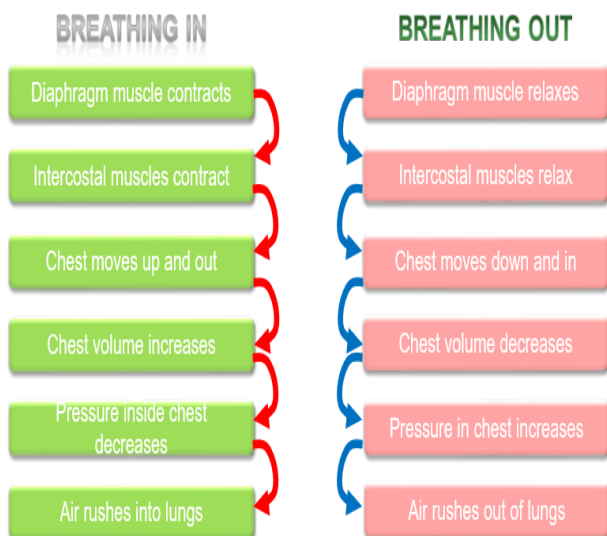 BREATHING IN
Diaphragm muscle contracts
Intercostal muscles contract
Chest moves up and out
Chest volume increases
Pressure inside chest
decreases
Air rushes into lungs
BREATHING OUT
Diaphragm muscle relaxes
Intercostal muscles relax
Chest moves down and in
Chest volume decreases
Pressure in chest increases
Air rushes out of lungs